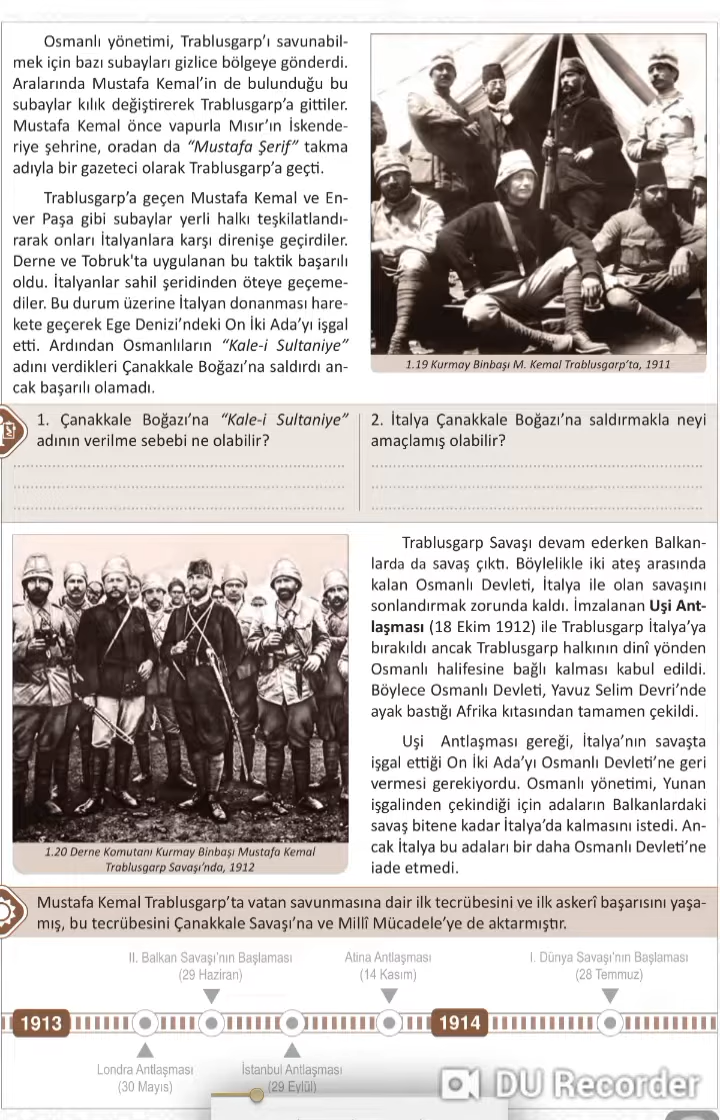 Osmanlı yönetimi, Trablusgarp’ı savunabil-
mek için bazı subayları gizlice bölgeye gönderdi.
Aralarında Mustafa Kemal’in de bulunduğu bu
subaylar kılık değiştirerek Trablusgarp’a gittiler.
Mustafa Kemal önce vapurla Mısır’ın İskende-
riye şehrine, oradan da “Mustafa Şerif” takma
adıyla bir gazeteci olarak Trablusgarp’a geçti.
Trablusgarp’a geçen Mustafa Kemal ve En-
ver Paşa gibi subaylar yerli halkı teşkilatlandı-
rarak onları İtalyanlara karşı direnişe geçirdiler.
Derne ve Tobruk'ta uygulanan bu taktik başarılı
oldu. İtalyanlar sahil şeridinden öteye geçeme-
diler. Bu durum üzerine İtalyan donanması hare-
kete geçerek Ege Denizi’ndeki On İki Ada’yı işgal
etti. Ardından Osmanlıların “Kale-i Sultaniye”
adını verdikleri Çanakkale Boğazı’na saldırdı an-
cak başarılı olamadı.
1.19 Kurmay Binbaşı M. Kemal Trablusgarp’ta, 1911
1. Çanakkale Boğazı’na “Kale-i Sultaniye”
adının verilme sebebi ne olabilir?
2. İtalya Çanakkale Boğazı’na saldırmakla neyi
amaçlamış olabilir?
Trablusgarp Savaşı devam ederken Balkan-
larda da savaş çıktı. Böylelikle iki ateş arasında
kalan Osmanlı Devleti, İtalya ile olan savaşını
sonlandırmak zorunda kaldı. İmzalanan Uşi Ant-
laşması (18 Ekim 1912) ile Trablusgarp İtalya’ya
bırakıldı ancak Trablusgarp halkının dinî yönden
Osmanlı halifesine bağlı kalması kabul edildi.
Böylece Osmanlı Devleti, Yavuz Selim Devri’nde
ayak bastığı Afrika kıtasından tamamen çekildi.
Uşi Antlaşması gereği, İtalya’nın savaşta
işgal ettiği On İki Ada’yı Osmanlı Devleti’ne geri
vermesi gerekiyordu. Osmanlı yönetimi, Yunan
işgalinden çekindiği için adaların Balkanlardaki
savaş bitene kadar İtalya’da kalmasını istedi. An-
cak İtalya bu adaları bir daha Osmanlı Devleti’ne
iade etmedi.
1.20 Derne Komutanı Kurmay Binbaşı Mustafa Kemal
Trablusgarp Savaşı’nda, 1912
Mustafa Kemal Trablusgarp’ta vatan savunmasına dair ilk tecrübesini ve ilk askerî başarısını yaşa-
mış, bu tecrübesini Çanakkale Savaşı’na ve Millî Mücadele’ye de aktarmıştır.
II. Balkan Savaşı’nın Başlaması
(29 Haziran)
Atina Antlaşması
(14 Kasım)
I. Dünya Savaşı’nın Başlaması
(28 Temmuz)
1913
1914
Londra Antlaşması
(30 Mayıs)
İstanbul Antlaşması
(29 Eylül)
DU Recorder